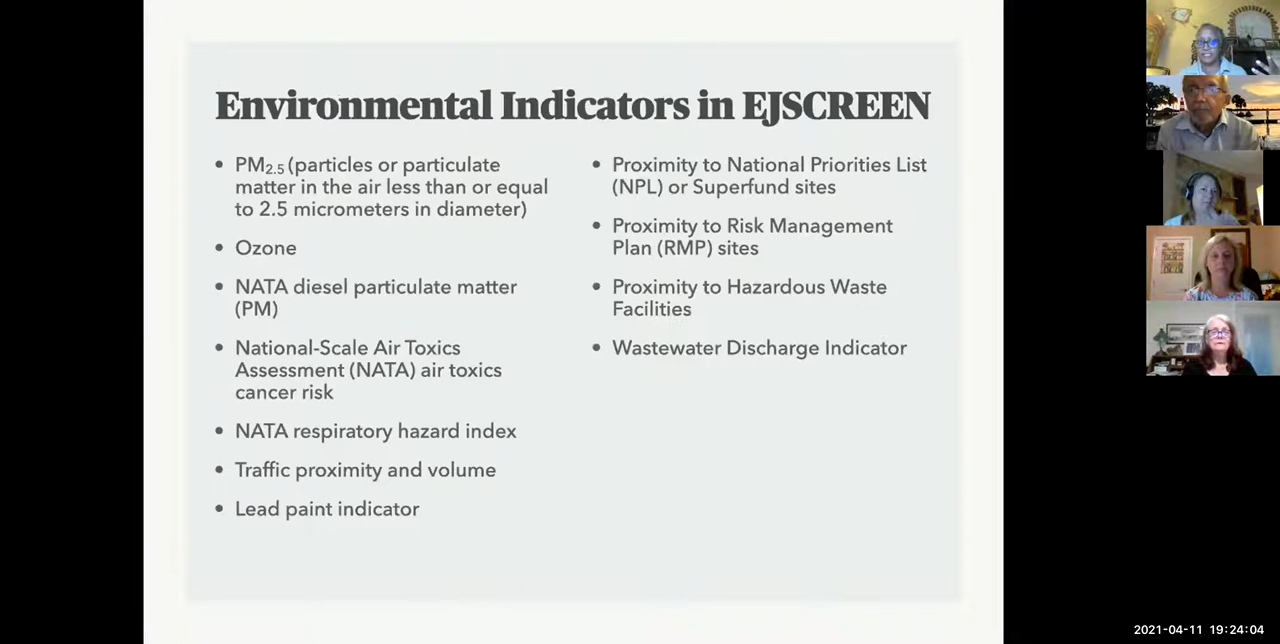 Environmental Indicators in EJSCREEN
• PM2.5 (particles or particulate
matter in the air less than or equal
to 2.5 micrometers in diameter)
• Ozone
• NATA diesel particulate matter
(PM)
• National-Scale Air Toxics
Assessment (NATA) air toxics
cancer risk
• NATA respiratory hazard index
• Traffic proximity and volume
• Lead paint indicator
• Proximity to National Priorities List
(NPL) or Superfund sites
• Proximity to Risk Management
Plan (RMP) sites
• Proximity to Hazardous Waste
Facilities
• Wastewater Discharge Indicator
2021-04-11 19:24:04